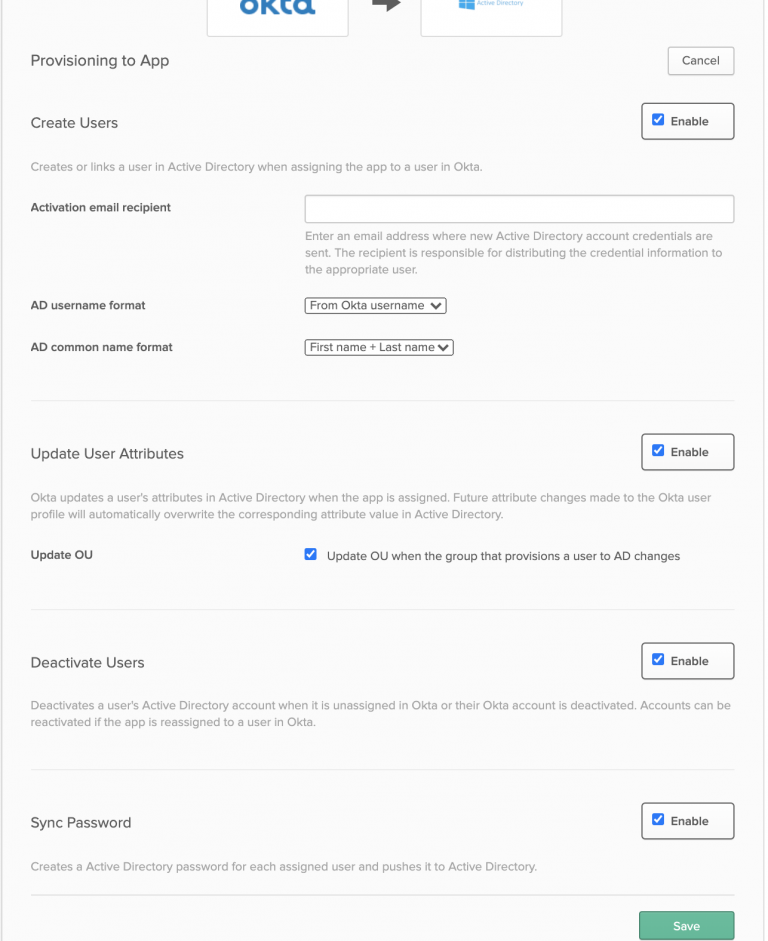 okta
Active Directory
Provisioning to App
Cancel
Create Users
Enable
Creates or links a user in Active Directory when assigning the app to a user in Okta.
Activation email recipient
Enter an email address where new Active Directory account credentials are
sent. The recipient is responsible for distributing the credential information to
the appropriate user.
AD username format
From Okta username
AD common name format
First name + Last name
Update User Attributes
Enable
Okta updates a user's attributes in Active Directory when the app is assigned. Future attribute changes made to the Okta user
profile will automatically overwrite the corresponding attribute value in Active Directory.
Update OU
Update OU when the group that provisions a user to AD changes
Deactivate Users
Enable
Deactivates a user's Active Directory account when it is unassigned in Okta or their Okta account is deactivated. Accounts can be
reactivated if the app is reassigned to a user in Okta.
Sync Password
Enable
Creates a Active Directory password for each assigned user and pushes it to Active Directory.
Save